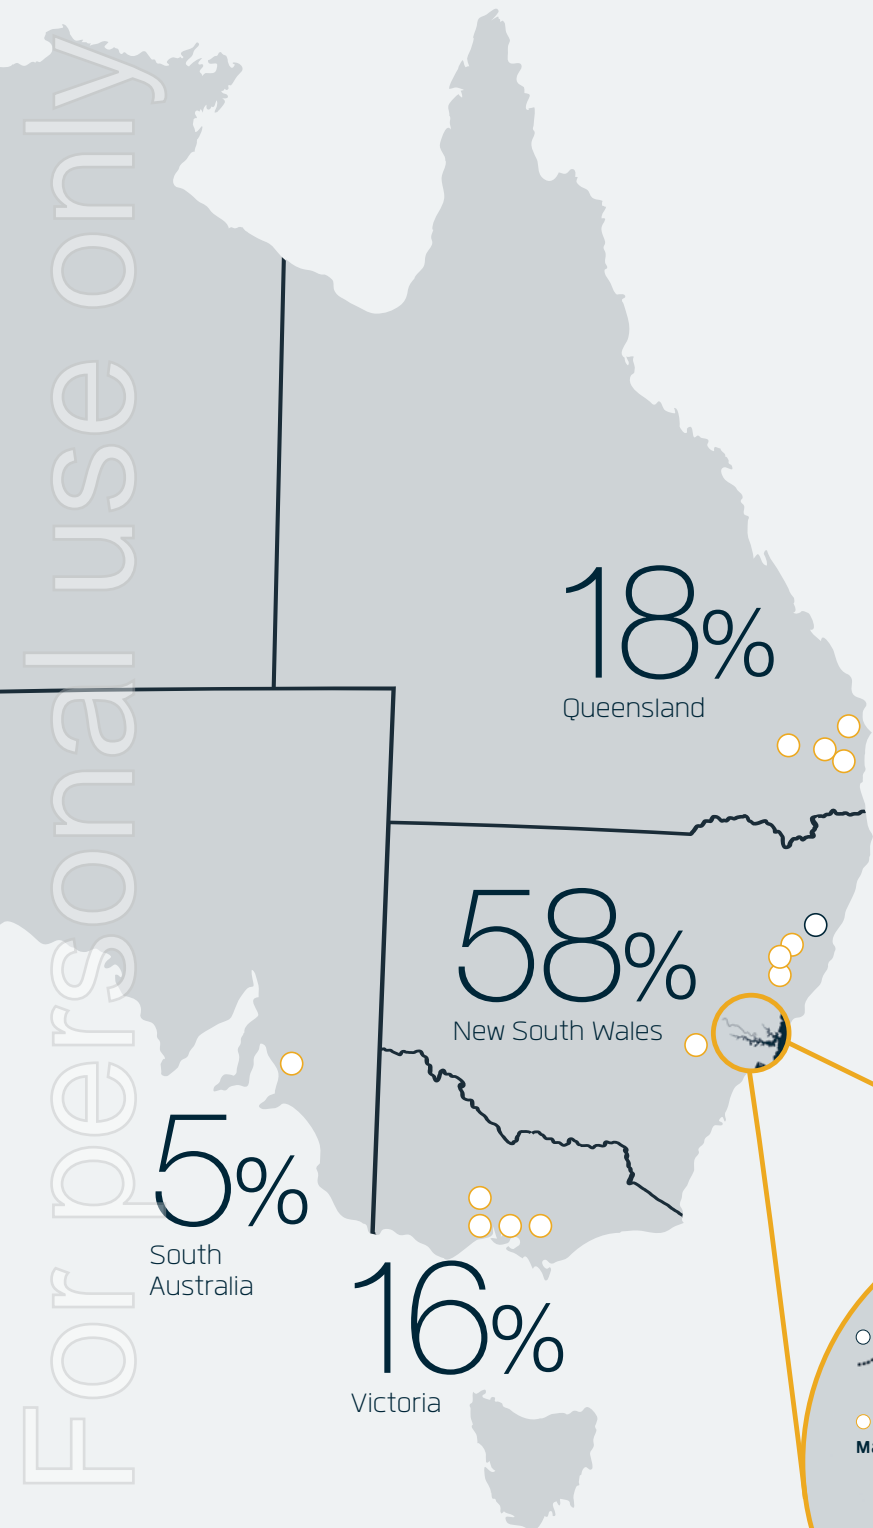 18%
Queensland
58%
New South Wales
5%
South
Australia
16%
Victoria
For personal use only